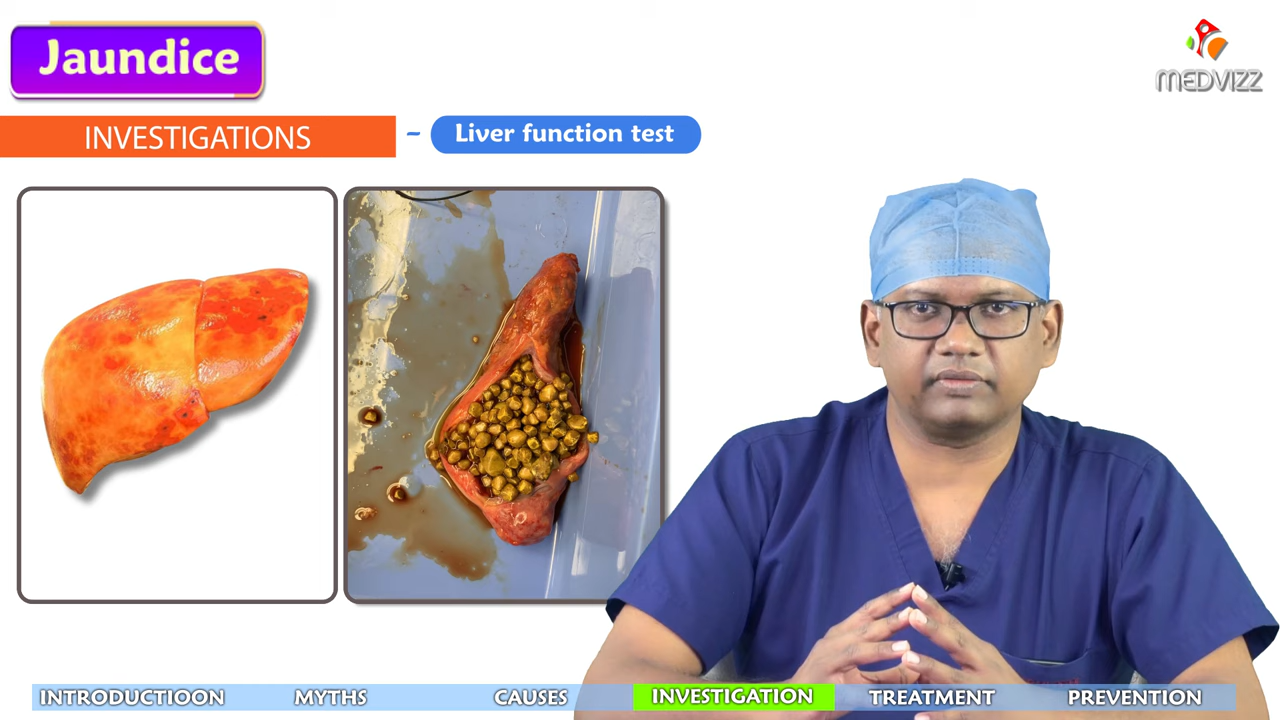 Jaundice
MEDVIZZ
INVESTIGATIONS – Liver function test
INTRODUCTIOON MYTHS CAUSES INVESTIGATION TREATMENT PREVENTION